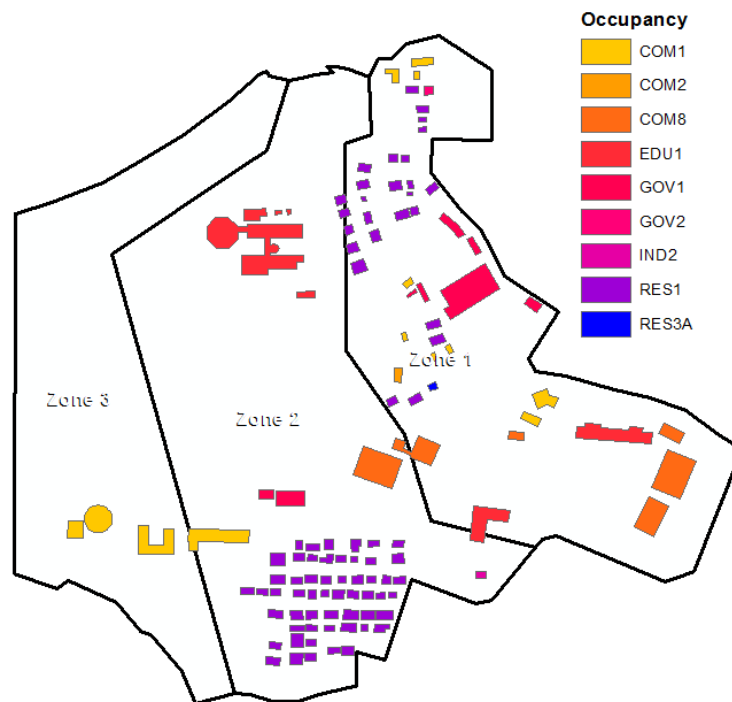 Occupancy
COM1
COM2
COM8
EDU1
GOV1
GOV2
IND2
RES1
RES3A
Zone 1
Zone 3
Zone 2